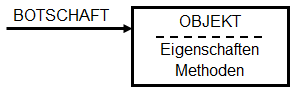 BOTSCHAFT
OBJEKT
Eigenschaften
Methoden